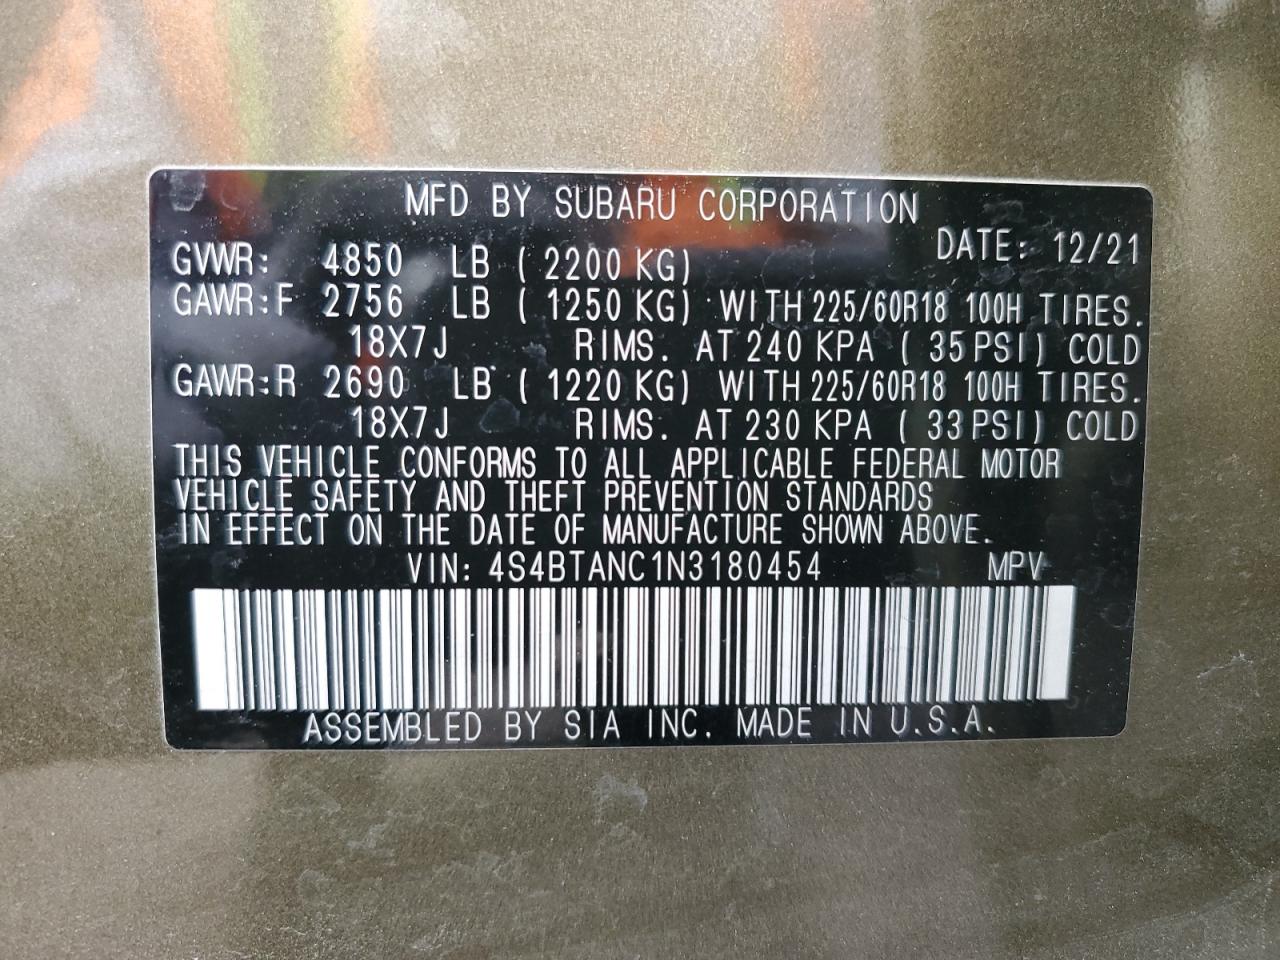 MFD BY SUBARU CORPORATION
DATE: 12/21
GVWR: 4850 LB ( 2200 KG)
GAWR:F 2756 LB ( 1250 KG) WITH 225/60R18 100H TIRES.
18X7J RIMS. AT 240 KPA ( 35 PSI) COLD
GAWR:R 2690 LB ( 1220 KG) WITH 225/60R18 100H TIRES.
18X7J RIMS. AT 230 KPA ( 33 PSI) COLD
THIS VEHICLE CONFORMS TO ALL APPLICABLE FEDERAL MOTOR
VEHICLE SAFETY AND THEFT PREVENTION STANDARDS
IN EFFECT ON THE DATE OF MANUFACTURE SHOWN ABOVE.
VIN: 4S4BTANC1N3180454 MPV
ASSEMBLED BY SIA INC. MADE IN U.S.A.